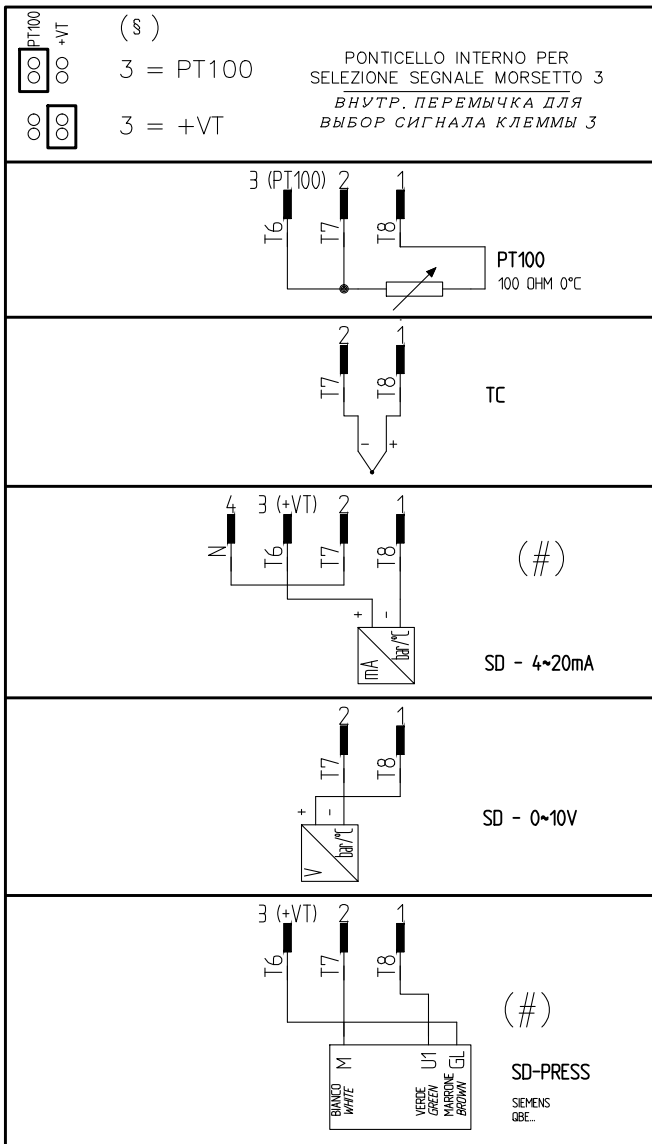 PT100
+VT
(§)
3 = PT100
3 = +VT
PONTICELLO INTERNO PER
SELEZIONE SEGNALE MORSETTO 3
ВНУТР. ПЕРЕМЫЧКА ДЛЯ
ВЫБОР СИГНАЛА КЛЕММЫ 3
3 (PT100) 2 1
T6 T7 T8
PT100
100 OHM 0°C
2 1
T7 T8
- +
TC
4 3 (+VT) 2 1
N T6 T7 T8
(#)
+ -
mA bar/°C
SD - 4~20mA
2 1
T7 T8
+ -
V bar/°C
SD - 0~10V
3 (+VT) 2 1
T6 T7 T8
(#)
M U1 GL
BIANCO VERDE MARRONE
WHITE GREEN BROWN
SD-PRESS
SIEMENS
QBE...